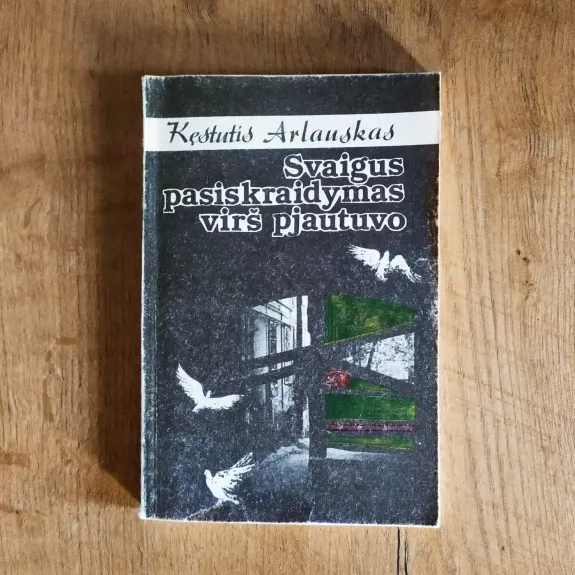 Kęstutis Arlauskas
Svaigus
pasiskraidymas
virš pjautuvo